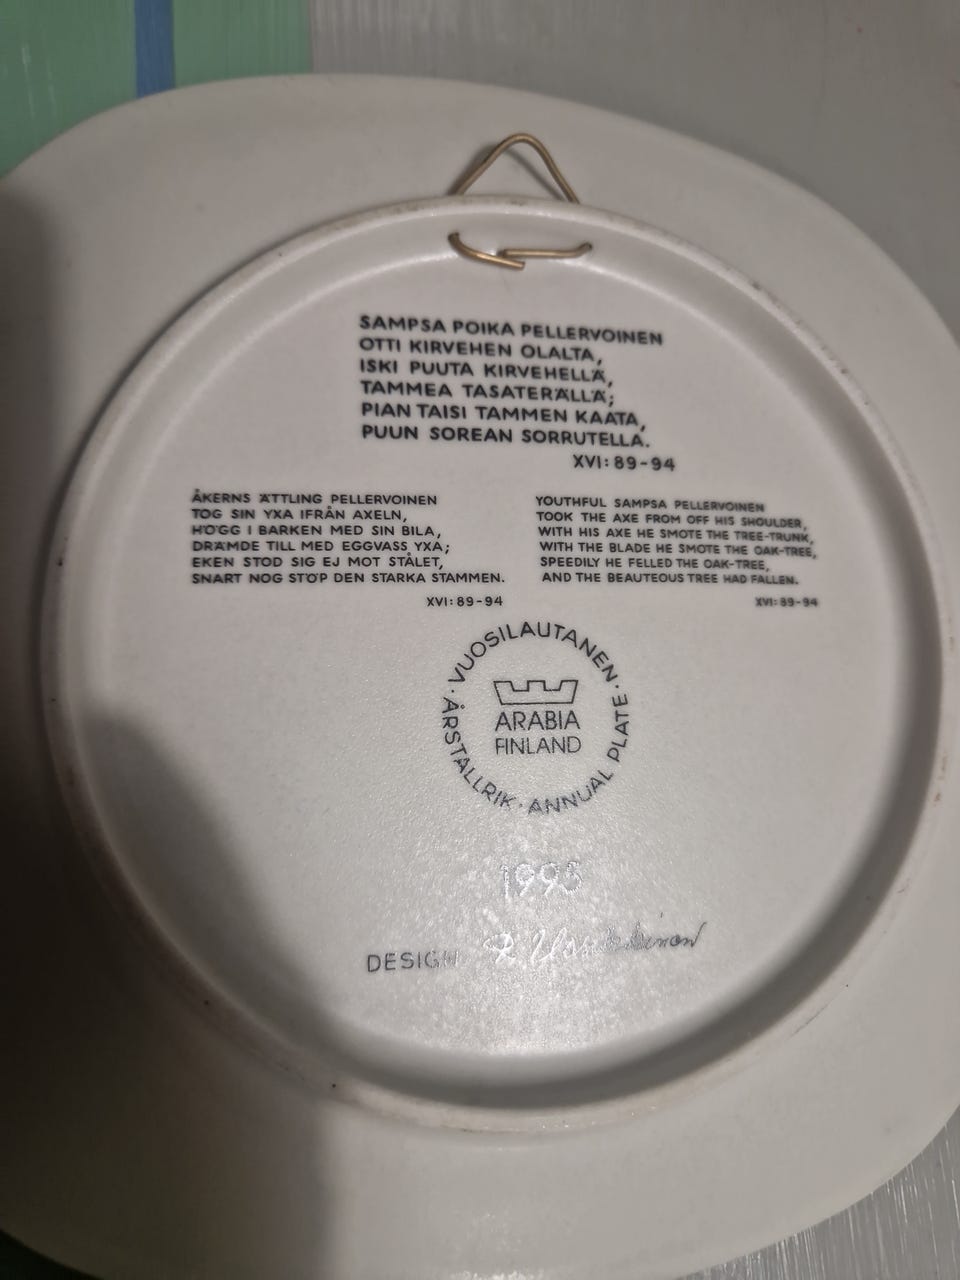 SAMPSA POIKA PELLERVOINEN
OTTI KIRVEHEN OLALTA,
ISKI PUUTA KIRVEHELLÄ,
TAMMEA TASATERÄLLÄ;
PIAN TAISI TAMMEN KAATA,
PUUN SOREAN SORRUTELLA.
XVI: 89-94
ÅKERNS ÄTTLING PELLERVOINEN
TOG SIN YXA IFRÅN AXELN,
HÖGG I BARKEN MED SIN BILA,
DRÄMDE TILL MED EGGVASS YXA;
EKEN STOD SIG EJ MOT STÅLET,
SNART NOG STÖP DEN STARKA STAMMEN.
XVI: 89-94
YOUTHFUL SAMPSA PELLERVOINEN
TOOK THE AXE FROM OFF HIS SHOULDER,
WITH HIS AXE HE SMOTE THE TREE-TRUNK,
WITH THE BLADE HE SMOTE THE OAK-TREE,
SPEEDILY HE FELLED THE OAK-TREE,
AND THE BEAUTEOUS TREE HAD FALLEN.
XVI: 89-94
· VUOSILAUTANEN · ANNUAL PLATE · ÅRSTALLRIK
ARABIA
FINLAND
1995
DESIGN R